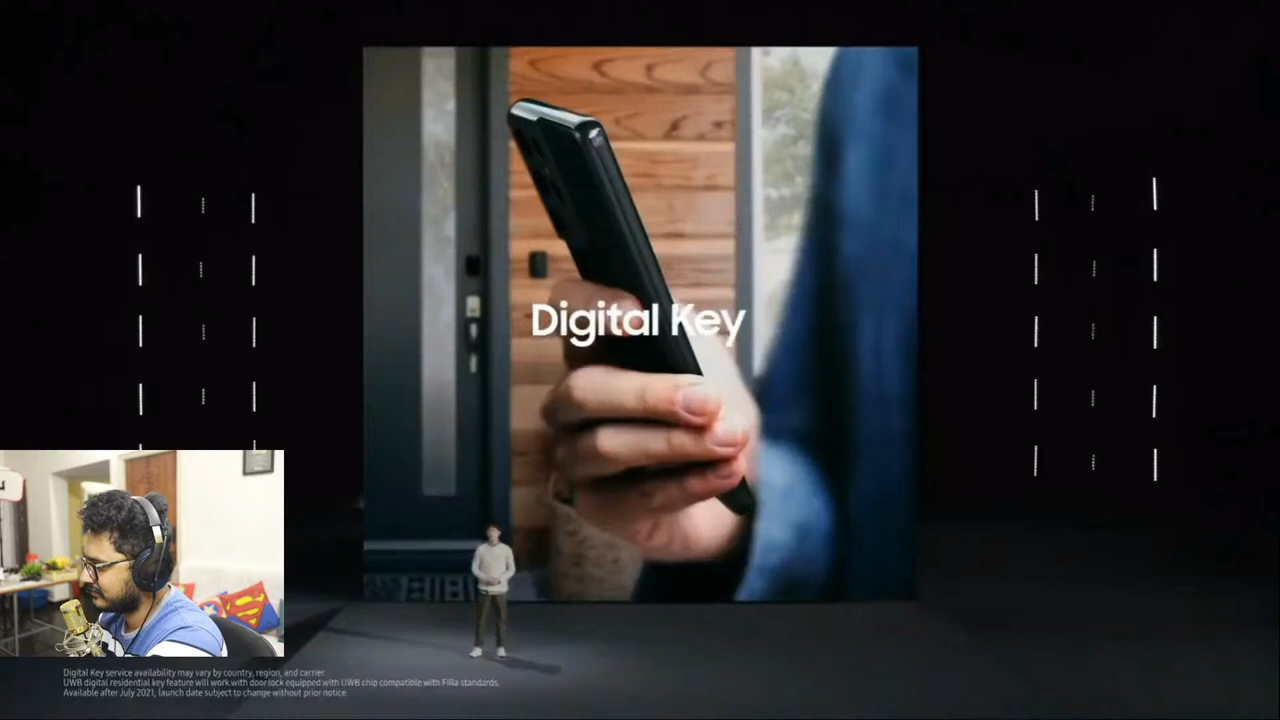 Digital Key
Digital Key service availability may vary by country, region, and carrier.
UWB digital residential key feature will work with door lock equipped with UWB chip compatible with FiRa standards.
Available after July 2021; launch date subject to change without prior notice.